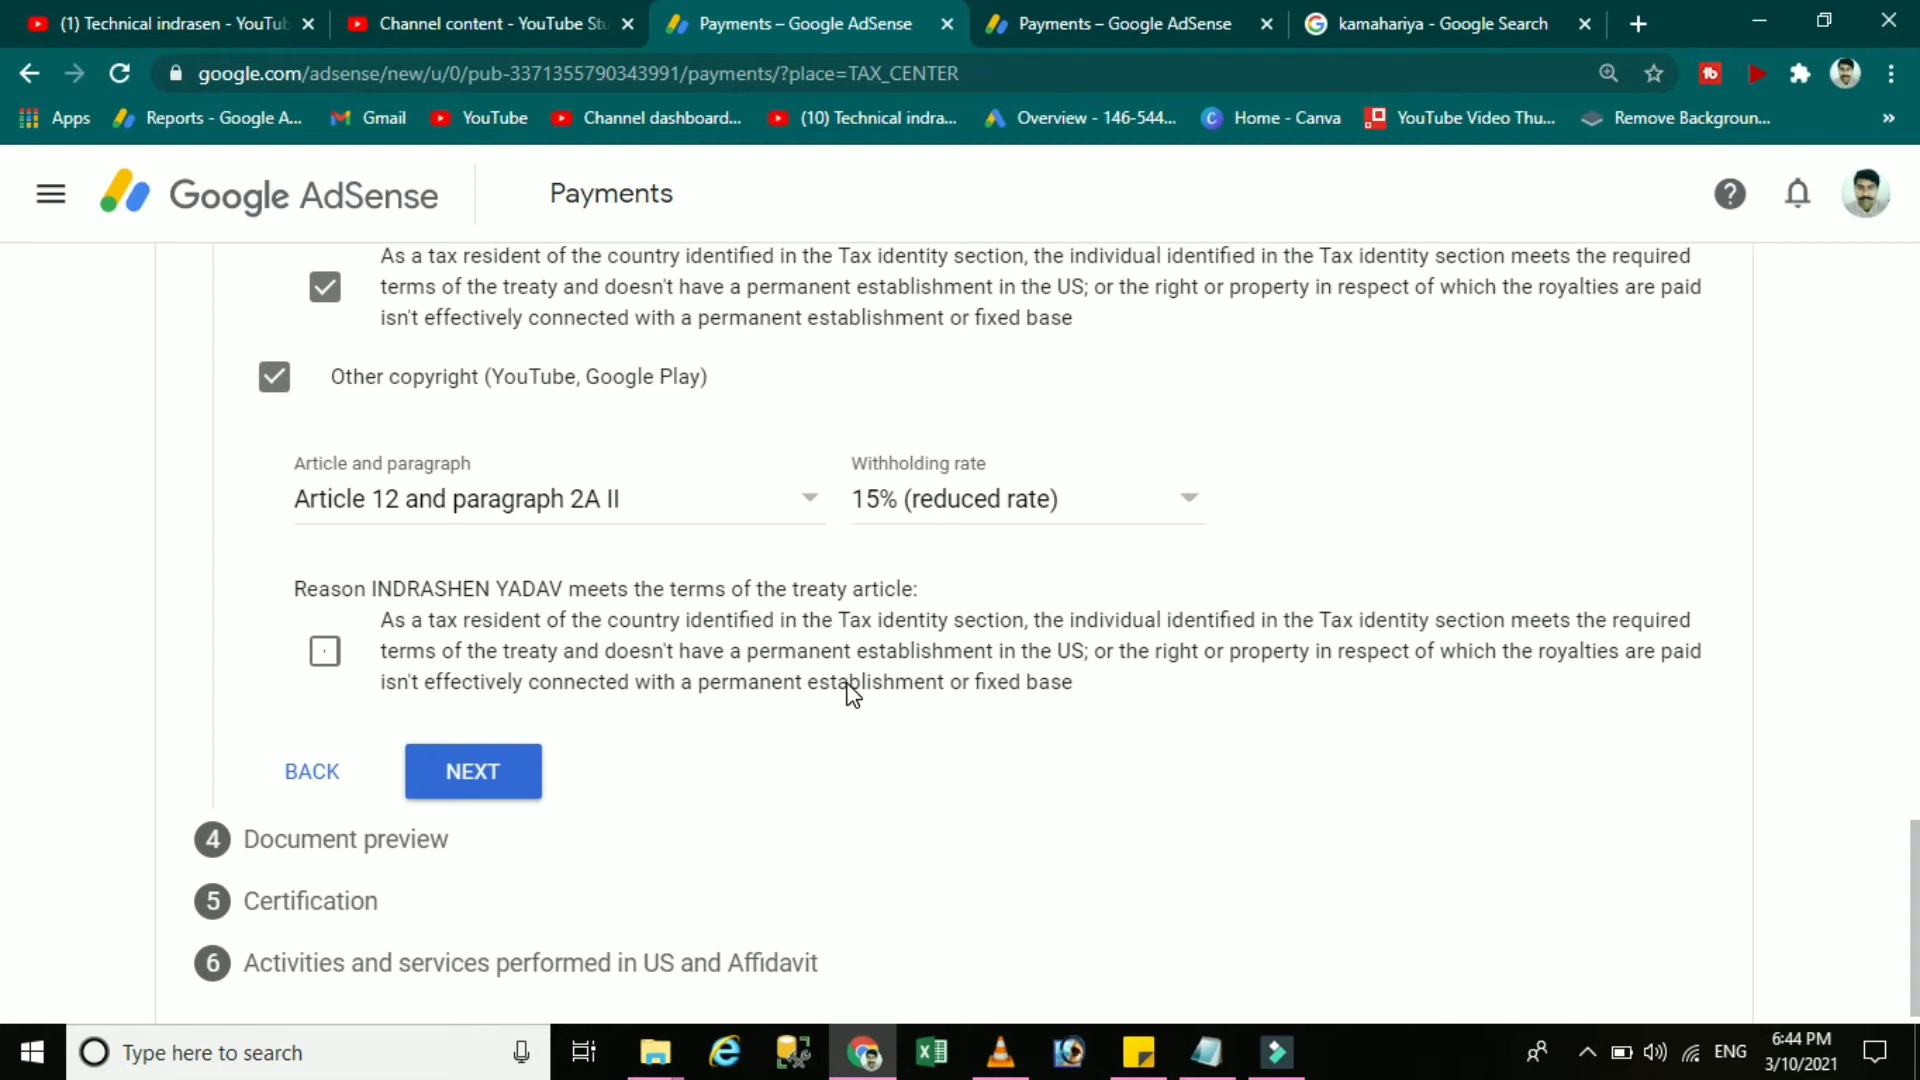 (1) Technical indrasen - YouTub
Channel content - YouTube Stu
Payments – Google AdSense
Payments – Google AdSense
kamahariya - Google Search
google.com/adsense/new/u/0/pub-3371355790343991/payments/?place=TAX_CENTER
Apps
Reports - Google A...
Gmail
YouTube
Channel dashboard...
(10) Technical indra...
Overview - 146-544...
Home - Canva
YouTube Video Thu...
Remove Backgroun...
»
Google AdSense
Payments
As a tax resident of the country identified in the Tax identity section, the individual identified in the Tax identity section meets the required
terms of the treaty and doesn't have a permanent establishment in the US; or the right or property in respect of which the royalties are paid
isn't effectively connected with a permanent establishment or fixed base
Other copyright (YouTube, Google Play)
Article and paragraph
Withholding rate
Article 12 and paragraph 2A II
15% (reduced rate)
Reason INDRASHEN YADAV meets the terms of the treaty article:
As a tax resident of the country identified in the Tax identity section, the individual identified in the Tax identity section meets the required
terms of the treaty and doesn't have a permanent establishment in the US; or the right or property in respect of which the royalties are paid
isn't effectively connected with a permanent establishment or fixed base
BACK
NEXT
4 Document preview
5 Certification
6 Activities and services performed in US and Affidavit
Type here to search
ENG
6:44 PM
3/10/2021